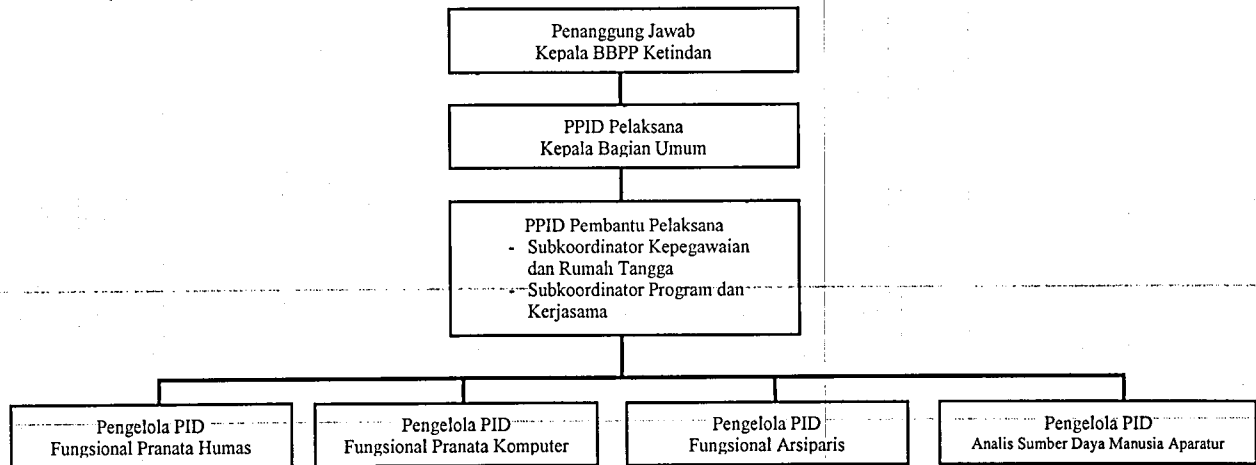 Penanggung Jawab
Kepala BBPP Ketindan
PPID Pelaksana
Kepala Bagian Umum
PPID Pembantu Pelaksana
- Subkoordinator Kepegawaian
dan Rumah Tangga
- Subkoordinator Program dan
Kerjasama
Pengelola PID
Fungsional Pranata Humas
Pengelola PID
Fungsional Pranata Komputer
Pengelola PID
Fungsional Arsiparis
Pengelola PID
Analis Sumber Daya Manusia Aparatur